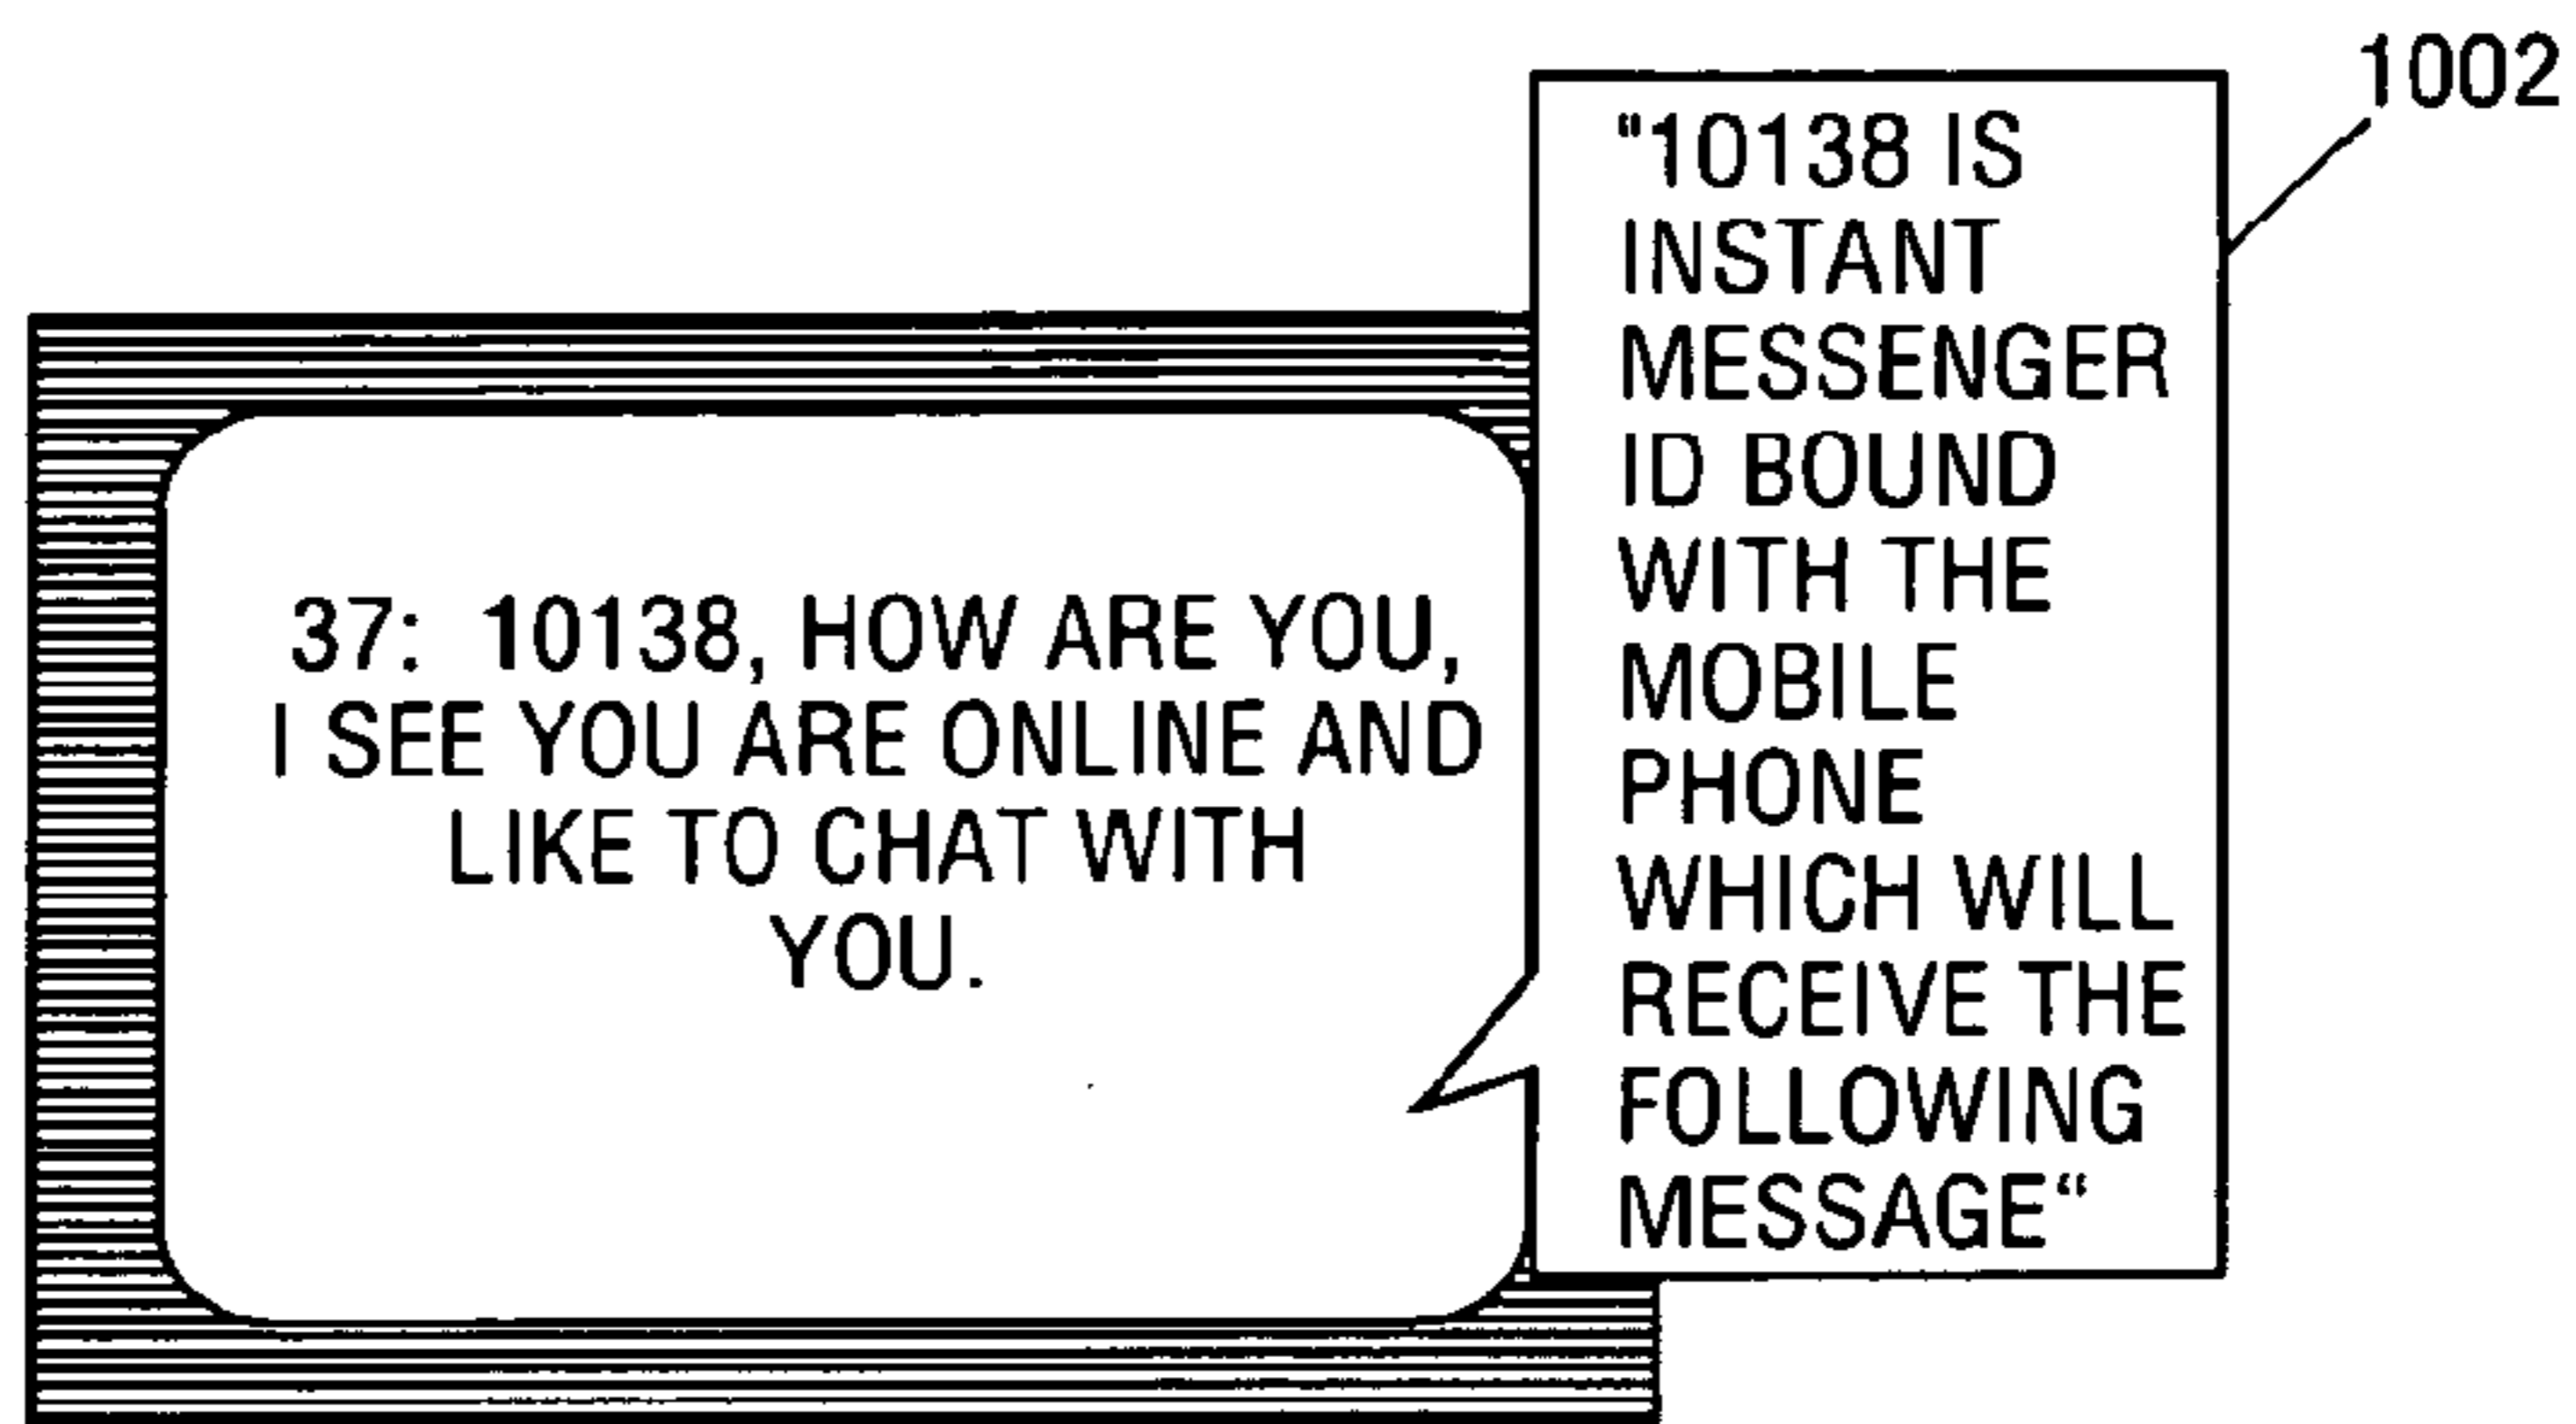 1002
37: 10138, HOW ARE YOU,
I SEE YOU ARE ONLINE AND
LIKE TO CHAT WITH
YOU.
"10138 IS
INSTANT
MESSENGER
ID BOUND
WITH THE
MOBILE
PHONE
WHICH WILL
RECEIVE THE
FOLLOWING
MESSAGE“